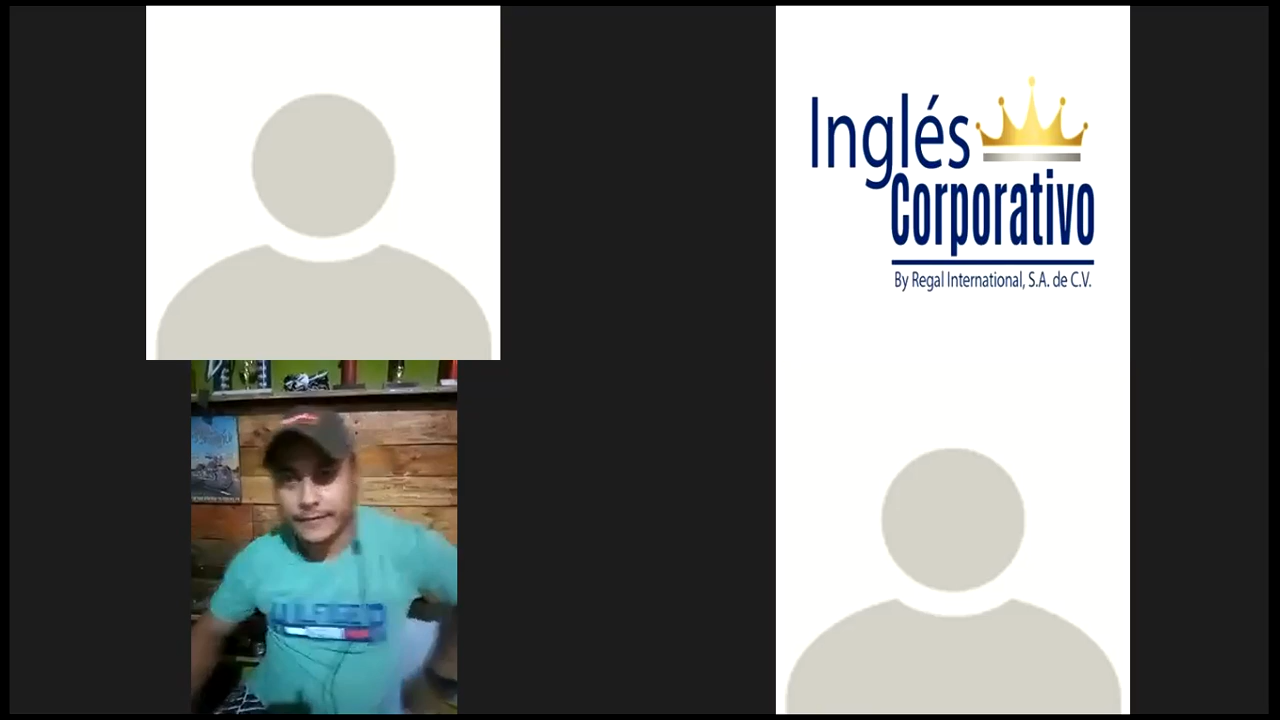 Inglés
Corporativo
By Regal International, S.A. de C.V.